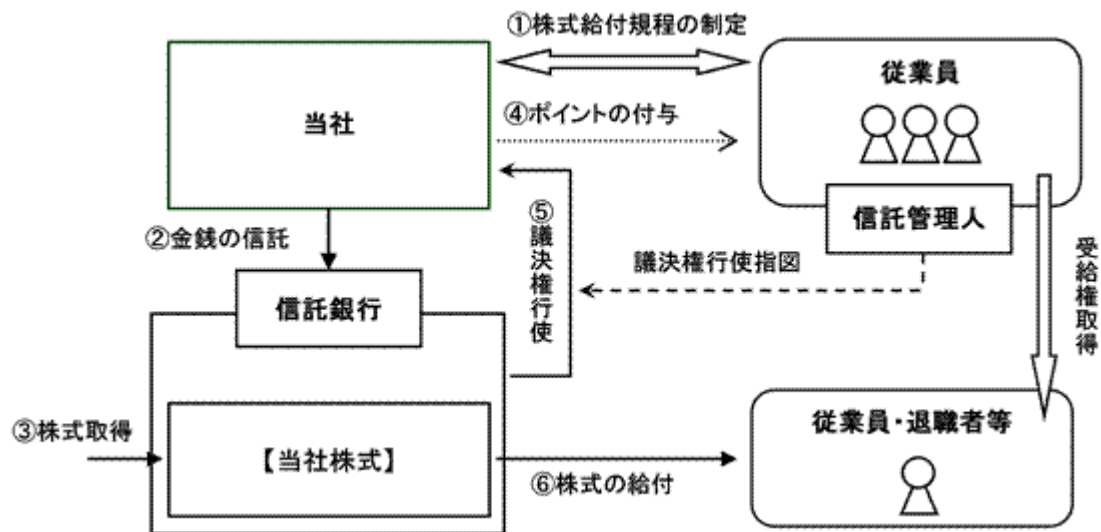 ①株式給付規程の制定
従業員
当社
④ポイントの付与
信託管理人
②金銭の信託
⑤議決権行使
議決権行使指図
受給権取得
信託銀行
③株式取得
【当社株式】
従業員・退職者等
⑥株式の給付